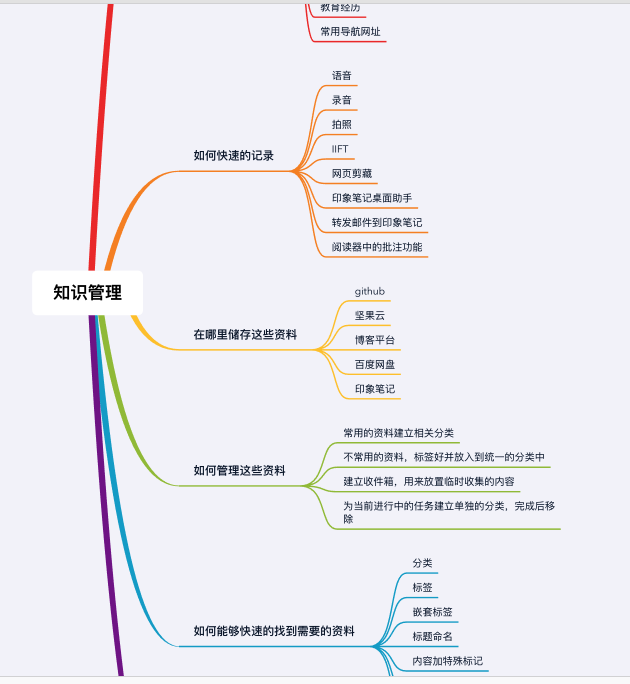 教育经历
常用导航网址
语音
录音
拍照
IIFT
网页剪藏
印象笔记桌面助手
转发邮件到印象笔记
阅读器中的批注功能
如何快速的记录
知识管理
github
坚果云
博客平台
百度网盘
印象笔记
在哪里储存这些资料
常用的资料建立相关分类
不常用的资料，标签好并放入到统一的分类中
建立收件箱，用来放置临时收集的内容
为当前进行中的任务建立单独的分类，完成后移
除
如何管理这些资料
分类
标签
嵌套标签
标题命名
内容加特殊标记
如何能够快速的找到需要的资料